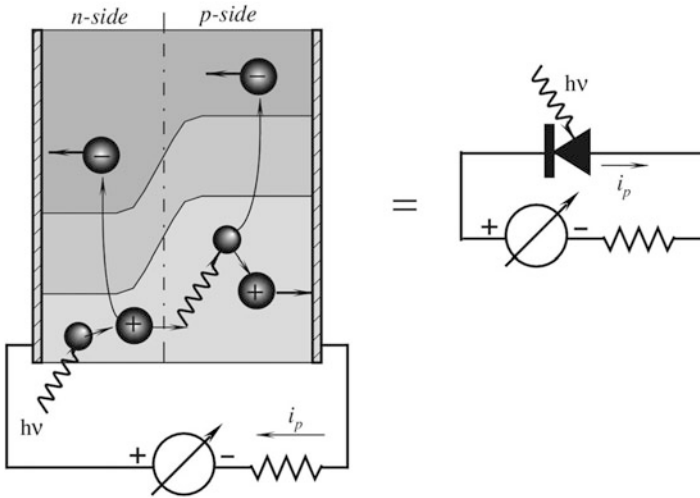 n-side p-side
−
−
+
+
hν
i_p
+ −
=
hν
i_p
+ −